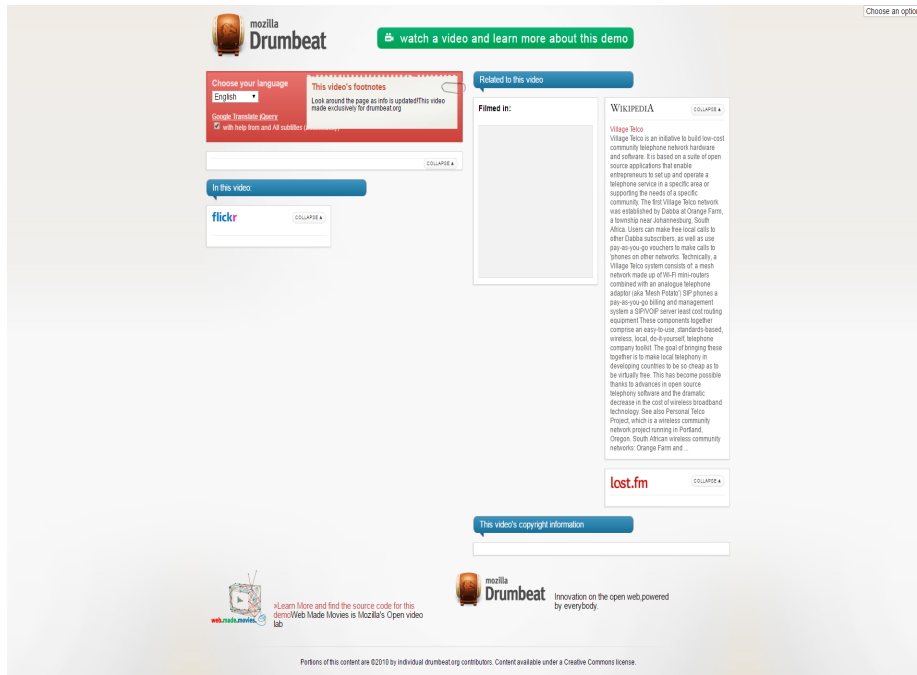 Choose an optio
mozilla
Drumbeat
watch a video and learn more about this demo
Choose your language
English
Google Translate jQuery
with help from and All subtitles
This video's footnotes
Look around the page as info is updated!This video
made exclusively for drumbeat.org
COLLAPSE
In this video:
flickr
COLLAPSE
Related to this video
Filmed in:
WIKIPEDIA
COLLAPSE
Village Telco
Village Telco is an initiative to build low-cost
community telephone network hardware
and software. It is based on a suite of open
source applications that enable
entrepreneurs to set up and operate a
telephone service in a specific area or
supporting the needs of a specific
community. The first Village Telco network
was established by Dabba at Orange Farm,
a township near Johannesburg, South
Africa. Users can make free local calls to
other Dabba subscribers, as well as use
pay-as-you-go vouchers to make calls to
'phones on other networks. Technically, a
Village Telco system consists of: a mesh
network made up of Wi-Fi mini-routers
combined with an analogue telephone
adaptor (aka 'Mesh Potato') SIP phones a
pay-as-you-go billing and management
system a SIP/VOIP server least cost routing
equipment These components together
comprise an easy-to-use, standards-based,
wireless, local, do-it-yourself, telephone
company toolkit. The goal of bringing these
together is to make local telephony in
developing countries to be so cheap as to
be virtually free. This has become possible
thanks to advances in open source
telephony software and the dramatic
decrease in the cost of wireless broadband
technology. See also Personal Telco
Project, which is a wireless community
network project running in Portland,
Oregon. South African wireless community
networks: Orange Farm and ...
last.fm
COLLAPSE
This video's copyright information
web.made.movies.
»Learn More and find the source code for this
demoWeb Made Movies is Mozilla's Open video
lab
mozilla
Drumbeat
Innovation on the open web,powered
by everybody.
Portions of this content are ©2010 by individual drumbeat.org contributors. Content available under a Creative Commons license.